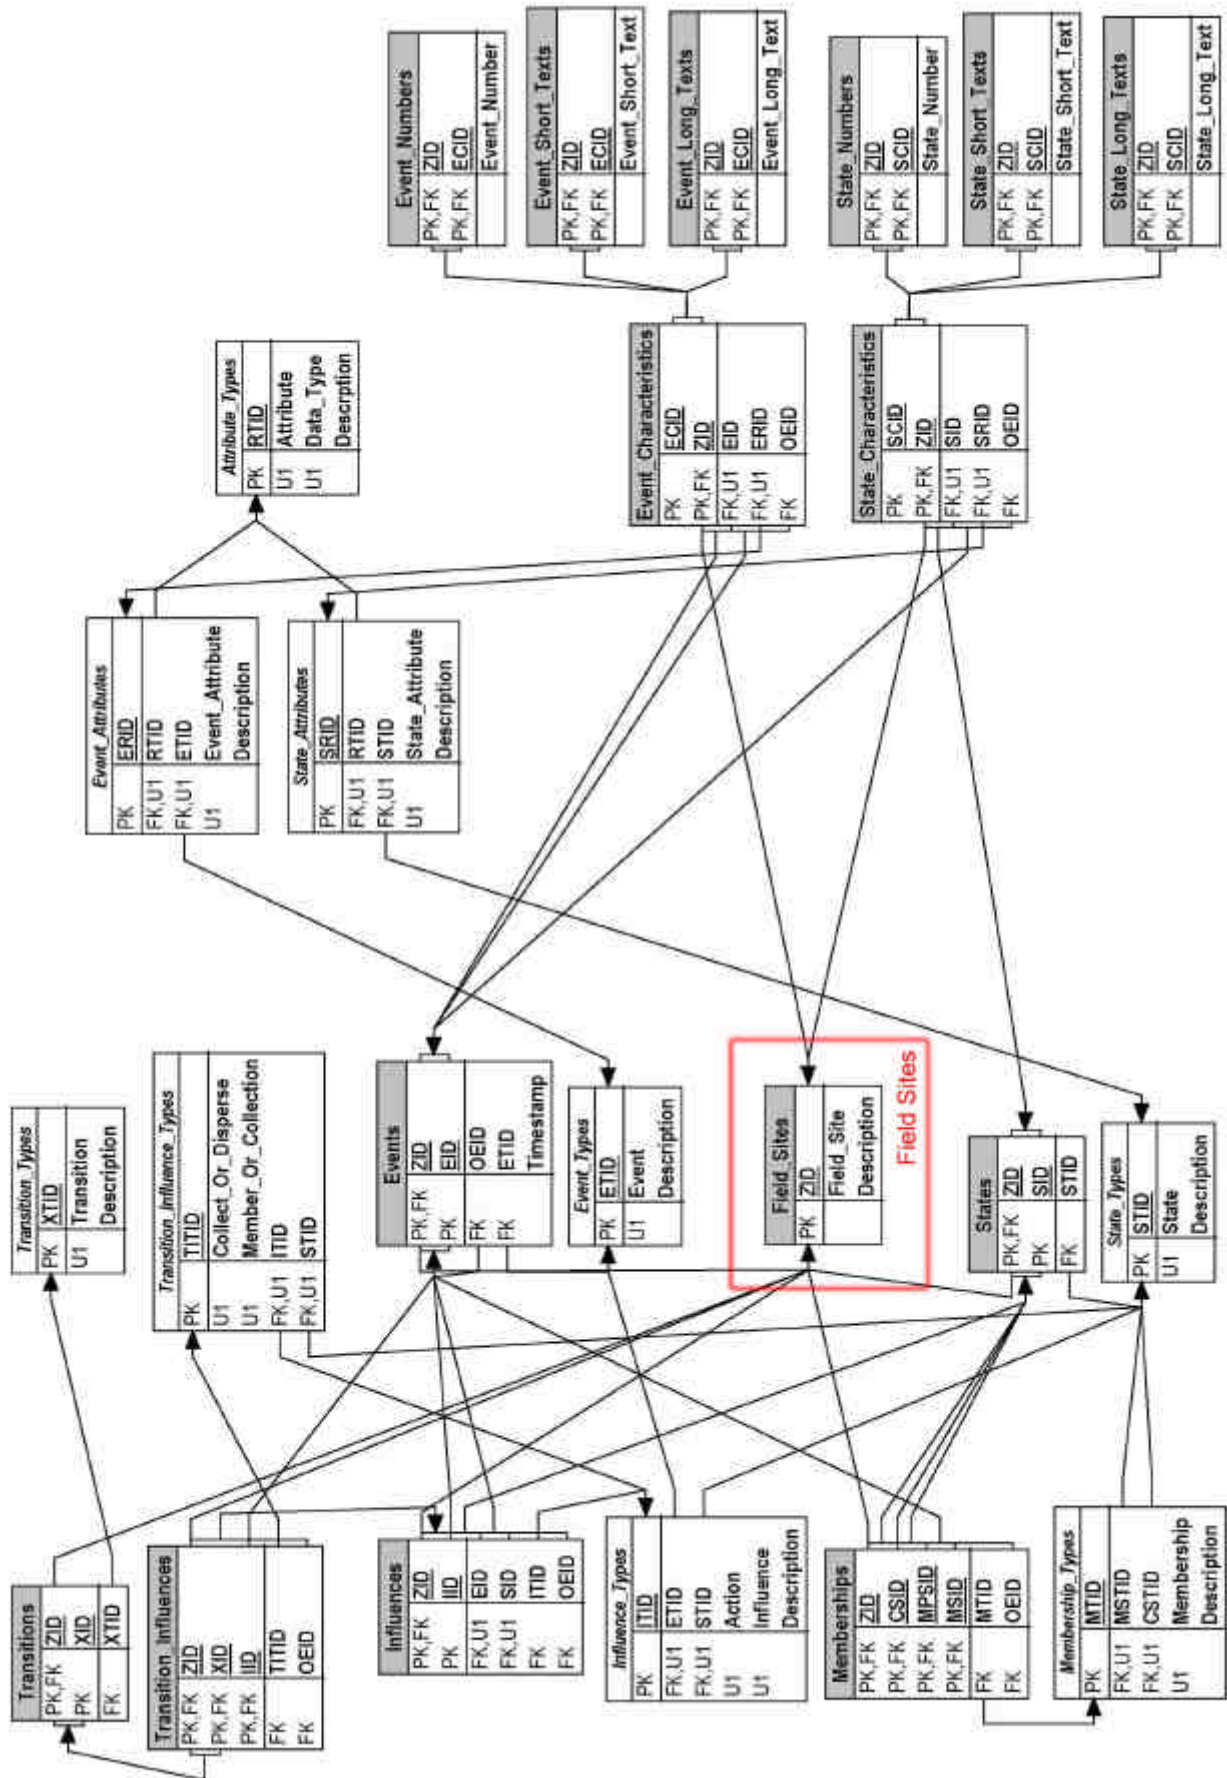 Transitions
PK,FK ZID
PK XID
FK XTID
Transition_Influences
PK,FK ZID
PK,FK XID
PK,FK IID
FK TITID
FK OEID
Influences
PK,FK ZID
PK IID
FK,U1 EID
FK,U1 SID
FK ITID
FK OEID
Influence_Types
PK ITID
FK,U1 ETID
FK,U1 STID
U1 Action
U1 Influence
Description
Memberships
PK,FK ZID
PK,FK CSID
PK,FK MPSID
PK,FK MSID
FK MTID
FK OEID
Membership_Types
PK MTID
FK,U1 MSTID
FK,U1 CSTID
U1 Membership
Description
Transition_Types
PK XTID
U1 Transition
Description
Transition_Influence_Types
PK TITID
U1 Collect_Or_Disperse
U1 Member_Or_Collection
FK,U1 ITID
FK,U1 STID
Events
PK,FK ZID
PK EID
FK OEID
FK ETID
Timestamp
Event_Types
PK ETID
U1 Event
Description
Field_Sites
PK ZID
Field_Site
Description
Field Sites
States
PK,FK ZID
PK SID
FK STID
State_Types
PK STID
U1 State
Description
Event_Attributes
PK ERID
FK,U1 RTID
FK,U1 ETID
U1 Event_Attribute
Description
State_Attributes
PK SRID
FK,U1 RTID
FK,U1 STID
U1 State_Attribute
Description
Attribute_Types
PK RTID
U1 Attribute
U1 Data_Type
Descrption
Event_Characteristics
PK ECID
PK,FK ZID
FK,U1 EID
FK,U1 ERID
FK OEID
State_Characteristics
PK SCID
PK,FK ZID
FK,U1 SID
FK,U1 SRID
FK OEID
Event_Numbers
PK,FK ZID
PK,FK ECID
Event_Number
Event_Short_Texts
PK,FK ZID
PK,FK ECID
Event_Short_Text
Event_Long_Texts
PK,FK ZID
PK,FK ECID
Event_Long_Text
State_Numbers
PK,FK ZID
PK,FK SCID
State_Number
State_Short_Texts
PK,FK ZID
PK,FK SCID
State_Short_Text
State_Long_Texts
PK,FK ZID
PK,FK SCID
State_Long_Text